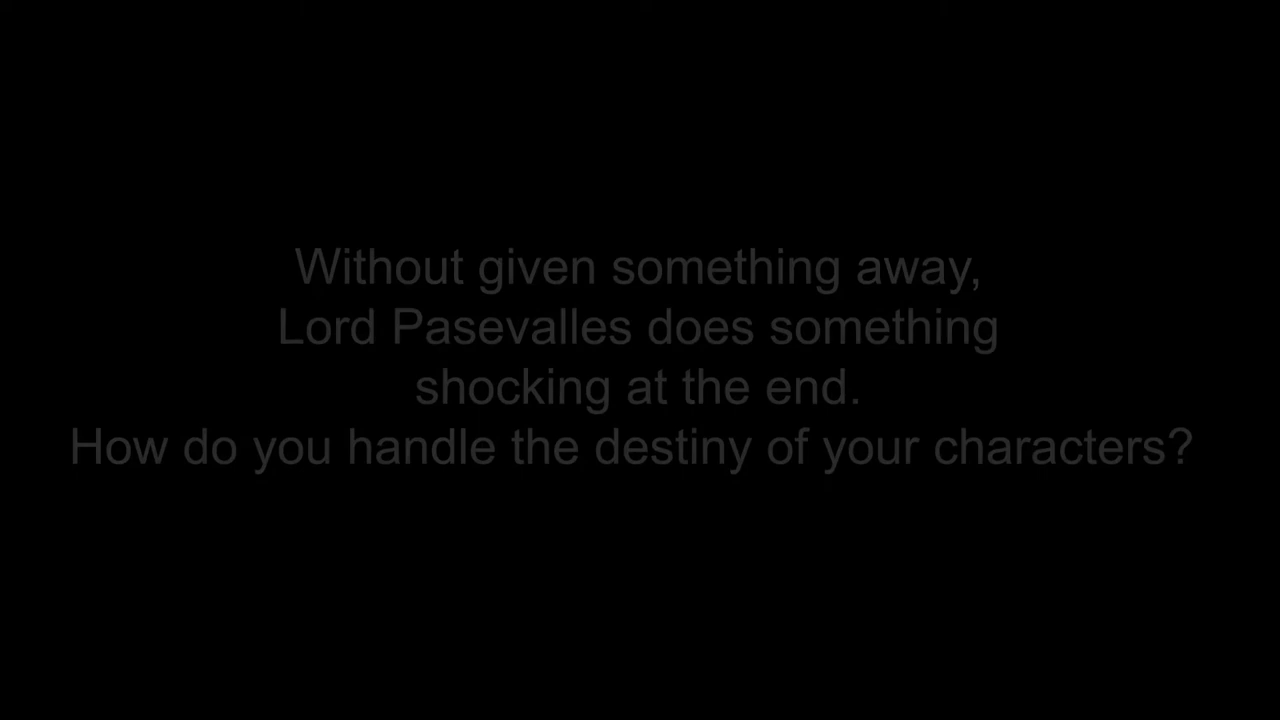 Without given something away,
Lord Pasevalles does something
shocking at the end.
How do you handle the destiny of your characters?